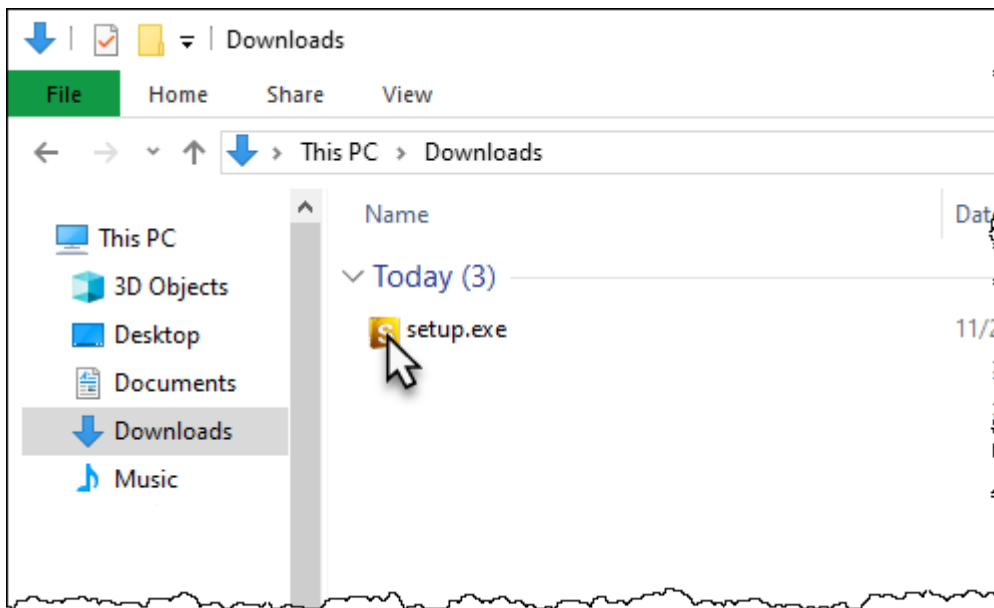 Downloads
File Home Share View
This PC > Downloads
Name
This PC
Today (3)
3D Objects
setup.exe
Desktop
Documents
Downloads
Music